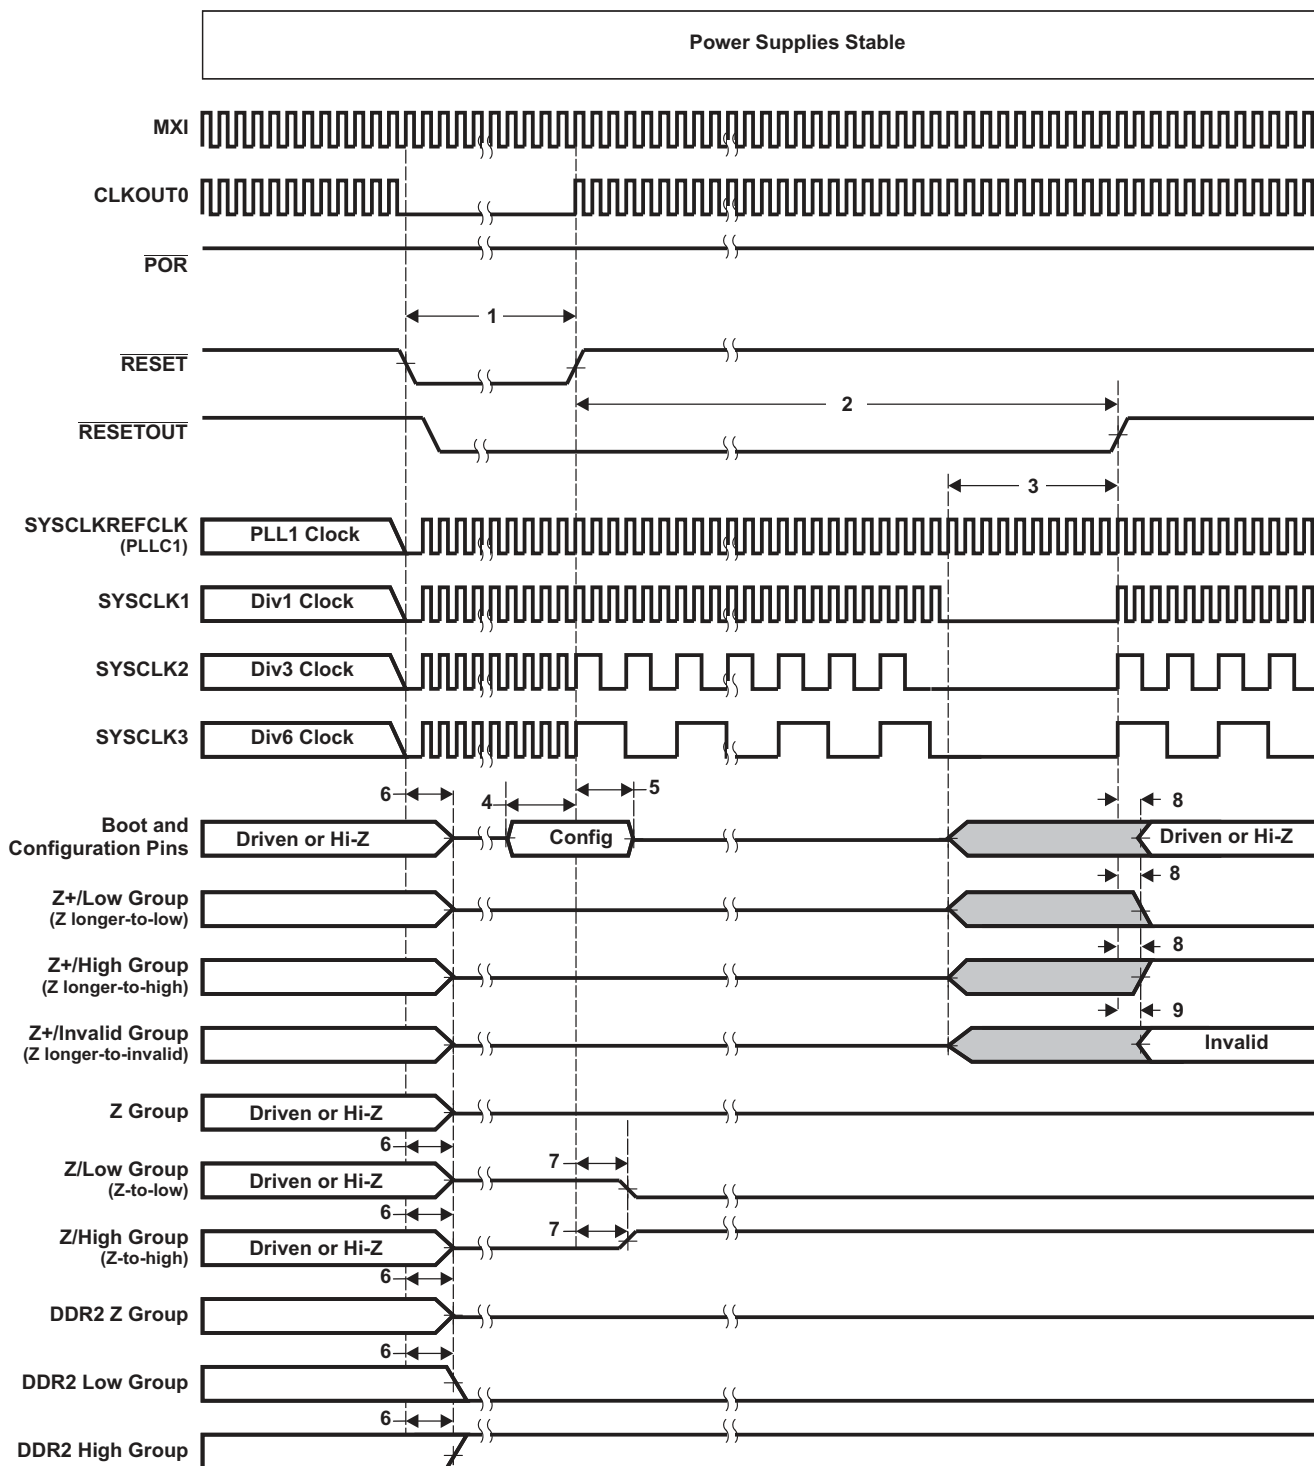 Power Supplies Stable
MXI
CLKOUT0
POR
1
RESET
2
RESETOUT
3
SYSCLKREFCLK
(PLLC1)
PLL1 Clock
SYSCLK1
Div1 Clock
SYSCLK2
Div3 Clock
SYSCLK3
Div6 Clock
6
4
5
8
Boot and
Configuration Pins
Driven or Hi-Z
Config
Driven or Hi-Z
8
Z+/Low Group
(Z longer-to-low)
8
Z+/High Group
(Z longer-to-high)
9
Z+/Invalid Group
(Z longer-to-invalid)
Invalid
Z Group
Driven or Hi-Z
6
7
Z/Low Group
(Z-to-low)
Driven or Hi-Z
6
7
Z/High Group
(Z-to-high)
Driven or Hi-Z
6
DDR2 Z Group
6
DDR2 Low Group
6
DDR2 High Group